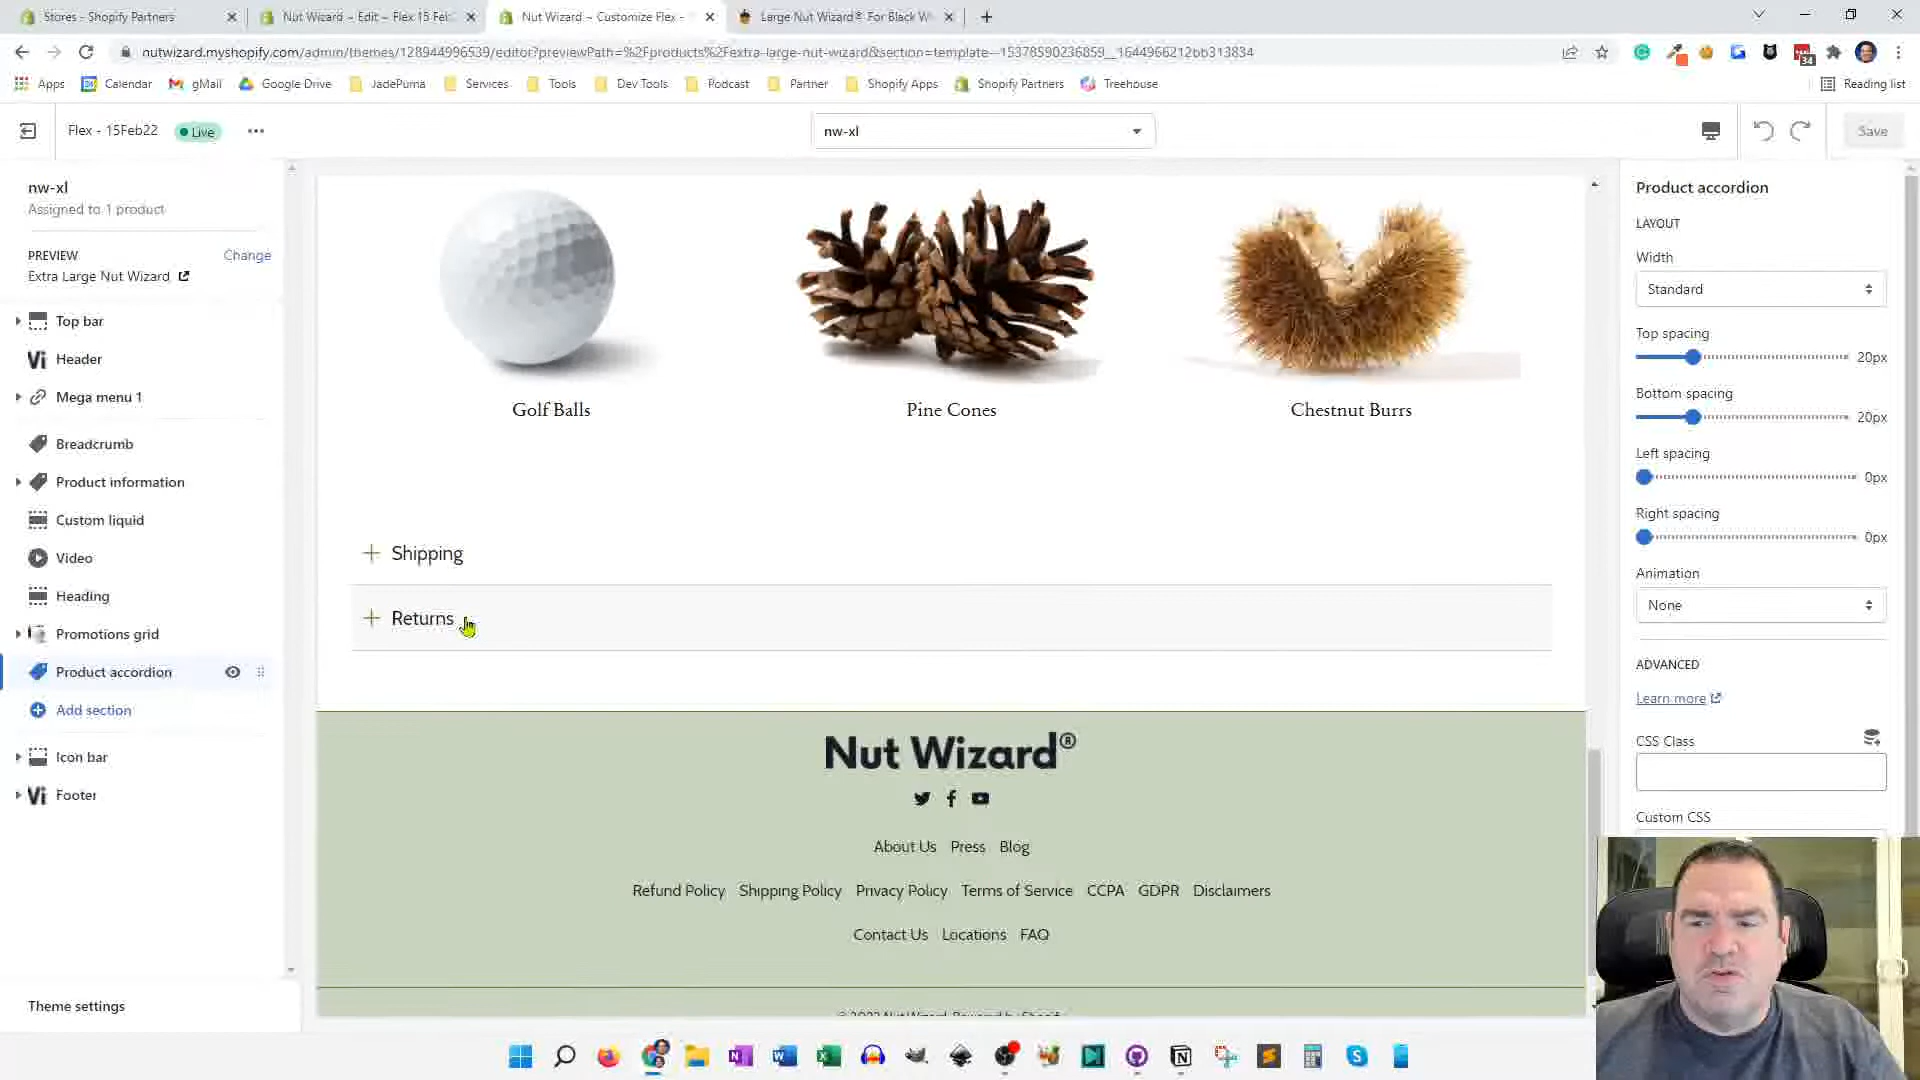 Stores - Shopify Partners
Nut Wizard ~ Edit ~ Flex 15 Feb
Nut Wizard ~ Customize Flex -
Large Nut Wizard® For Black W
nutwizard.myshopify.com/admin/themes/128944996539/editor?previewPath=%2Fproducts%2Fextra-large-nut-wizard&section=template--15378590236859__1644966212bb313834
34
Apps
Calendar
gMail
Google Drive
JadePuma
Services
Tools
Dev Tools
Podcast
Partner
Shopify Apps
Shopify Partners
Treehouse
Reading list
Flex - 15Feb22
Live
nw-xl
Save
nw-xl
Assigned to 1 product
PREVIEW
Change
Extra Large Nut Wizard
Top bar
Header
Mega menu 1
Breadcrumb
Product information
Custom liquid
Video
Heading
Promotions grid
Product accordion
Add section
Icon bar
Footer
Theme settings
Golf Balls
Pine Cones
Chestnut Burrs
Shipping
Returns
Nut Wizard®
About Us Press Blog
Refund Policy Shipping Policy Privacy Policy Terms of Service CCPA GDPR Disclaimers
Contact Us Locations FAQ
Product accordion
LAYOUT
Width
Standard
Top spacing
20px
Bottom spacing
20px
Left spacing
0px
Right spacing
0px
Animation
None
ADVANCED
Learn more
CSS Class
Custom CSS